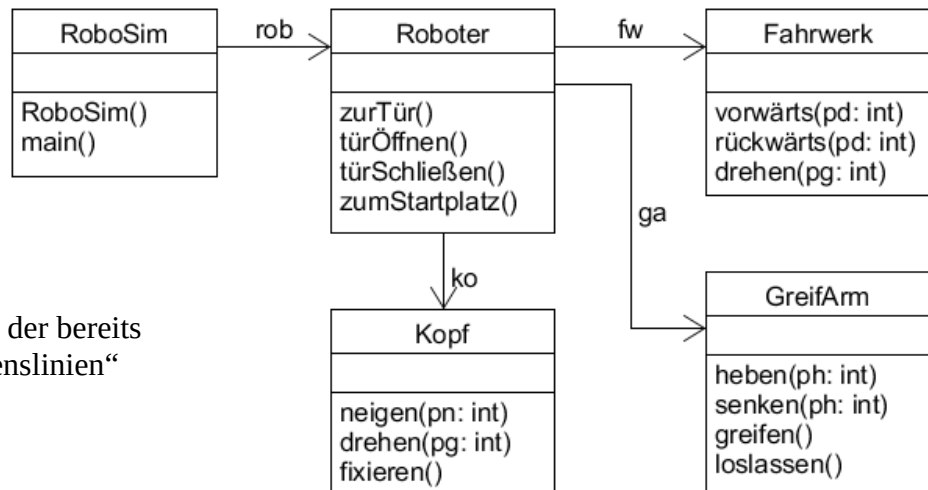 RoboSim
RoboSim()
main()
rob
Roboter
zurTür()
türÖffnen()
türSchließen()
zumStartplatz()
fw
Fahrwerk
vorwärts(pd: int)
rückwärts(pd: int)
drehen(pg: int)
ga
ko
GreifArm
heben(ph: int)
senken(ph: int)
greifen()
loslassen()
Kopf
neigen(pn: int)
drehen(pg: int)
fixieren()
der bereits
enslinien“